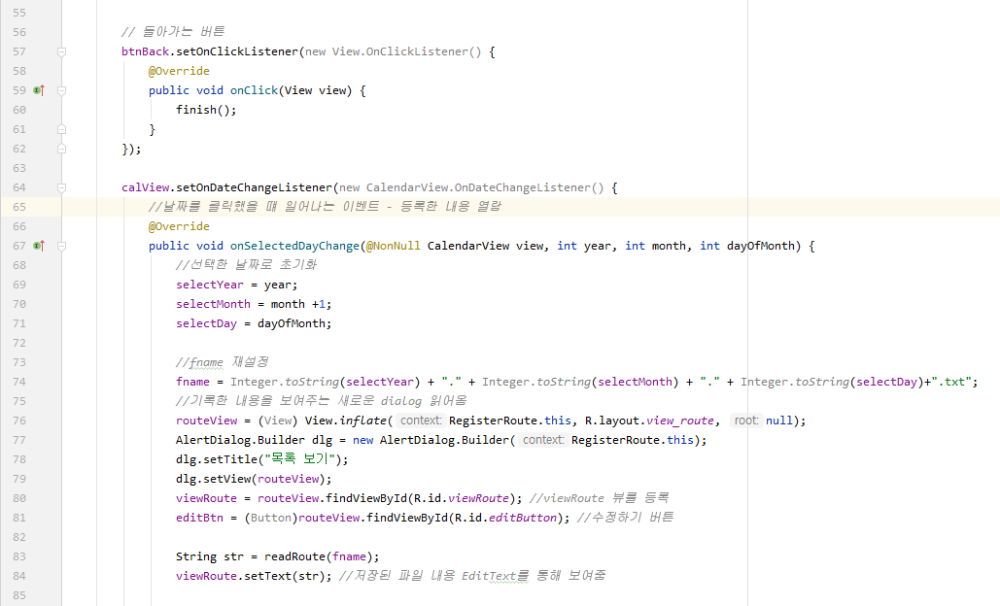 55
56 // 돌아가는 버튼
57 btnBack.setOnClickListener(new View.OnClickListener() {
58 @Override
59 public void onClick(View view) {
60 finish();
61 }
62 });
63
64 calView.setOnDateChangeListener(new CalendarView.OnDateChangeListener() {
65 //날짜를 클릭했을 때 일어나는 이벤트 - 등록한 내용 열람
66 @Override
67 public void onSelectedDayChange(@NonNull CalendarView view, int year, int month, int dayOfMonth) {
68 //선택한 날짜로 초기화
69 selectYear = year;
70 selectMonth = month +1;
71 selectDay = dayOfMonth;
72
73 //fname 재설정
74 fname = Integer.toString(selectYear) + "." + Integer.toString(selectMonth) + "." + Integer.toString(selectDay)+".txt";
75 //기록한 내용을 보여주는 새로운 dialog 읽어옴
76 routeView = (View) View.inflate( context: RegisterRoute.this, R.layout.view_route, root: null);
77 AlertDialog.Builder dlg = new AlertDialog.Builder( context: RegisterRoute.this);
78 dlg.setTitle("목록 보기");
79 dlg.setView(routeView);
80 viewRoute = routeView.findViewById(R.id.viewRoute); //viewRoute 뷰를 등록
81 editBtn = (Button)routeView.findViewById(R.id.editButton); //수정하기 버튼
82
83 String str = readRoute(fname);
84 viewRoute.setText(str); //저장된 파일 내용 EditText를 통해 보여줌
85